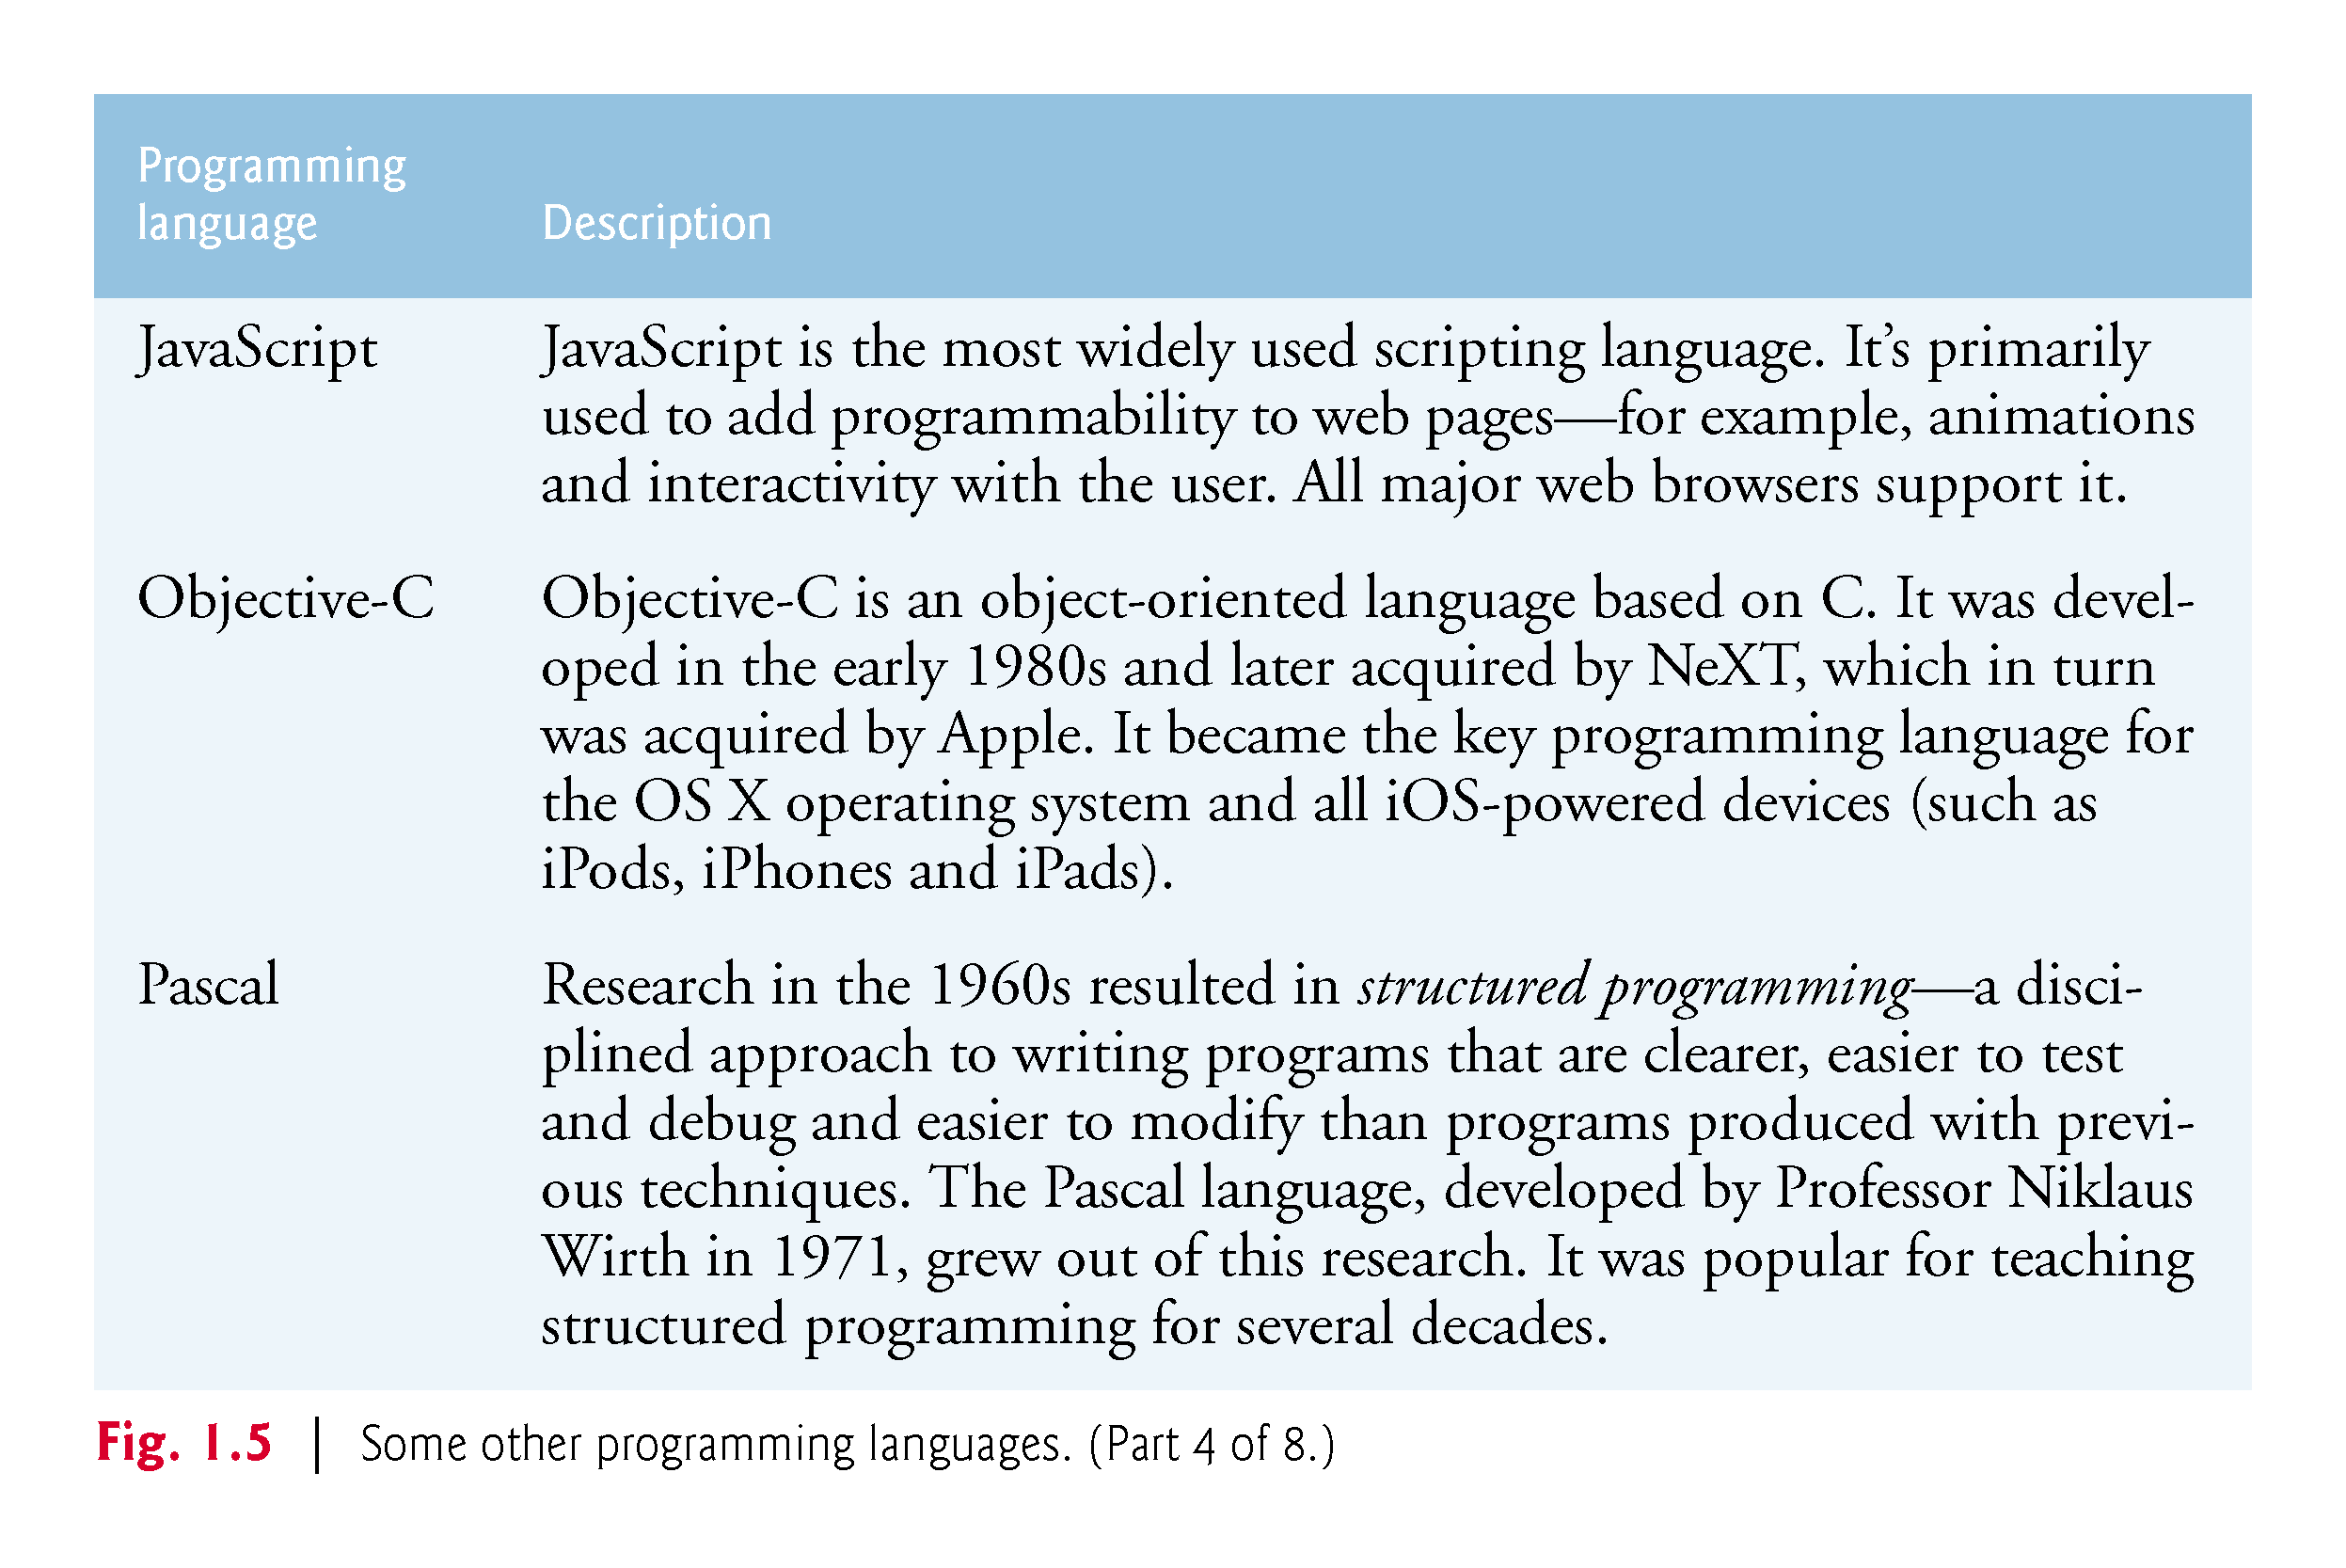 Programming
language Description
JavaScript JavaScript is the most widely used scripting language. It’s primarily
used to add programmability to web pages—for example, animations
and interactivity with the user. All major web browsers support it.
Objective-C Objective-C is an object-oriented language based on C. It was devel-
oped in the early 1980s and later acquired by NeXT, which in turn
was acquired by Apple. It became the key programming language for
the OS X operating system and all iOS-powered devices (such as
iPods, iPhones and iPads).
Pascal Research in the 1960s resulted in structured programming—a disci-
plined approach to writing programs that are clearer, easier to test
and debug and easier to modify than programs produced with previ-
ous techniques. The Pascal language, developed by Professor Niklaus
Wirth in 1971, grew out of this research. It was popular for teaching
structured programming for several decades.
Fig. 1.5 | Some other programming languages. (Part 4 of 8.)